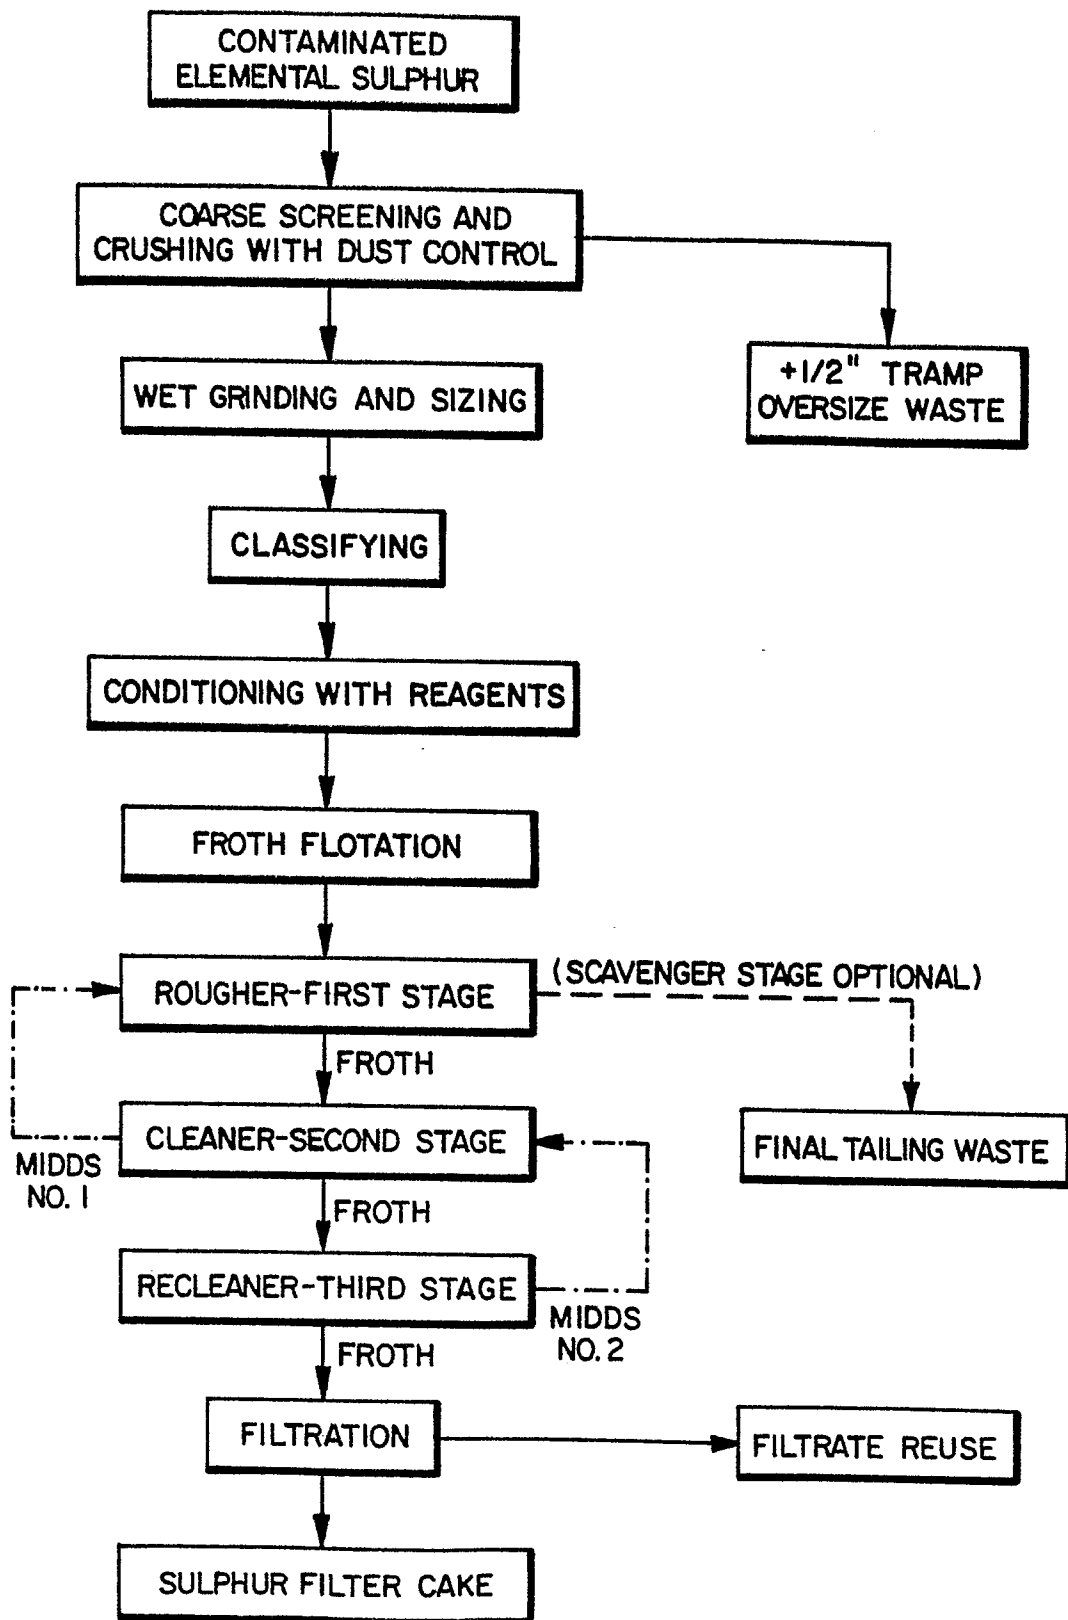 CONTAMINATED
ELEMENTAL SULPHUR
COARSE SCREENING AND
CRUSHING WITH DUST CONTROL
+1/2" TRAMP
OVERSIZE WASTE
WET GRINDING AND SIZING
CLASSIFYING
CONDITIONING WITH REAGENTS
FROTH FLOTATION
ROUGHER-FIRST STAGE
(SCAVENGER STAGE OPTIONAL)
FROTH
CLEANER-SECOND STAGE
FINAL TAILING WASTE
MIDDS
NO. 1
FROTH
RECLEANER-THIRD STAGE
MIDDS
NO. 2
FROTH
FILTRATION
FILTRATE REUSE
SULPHUR FILTER CAKE